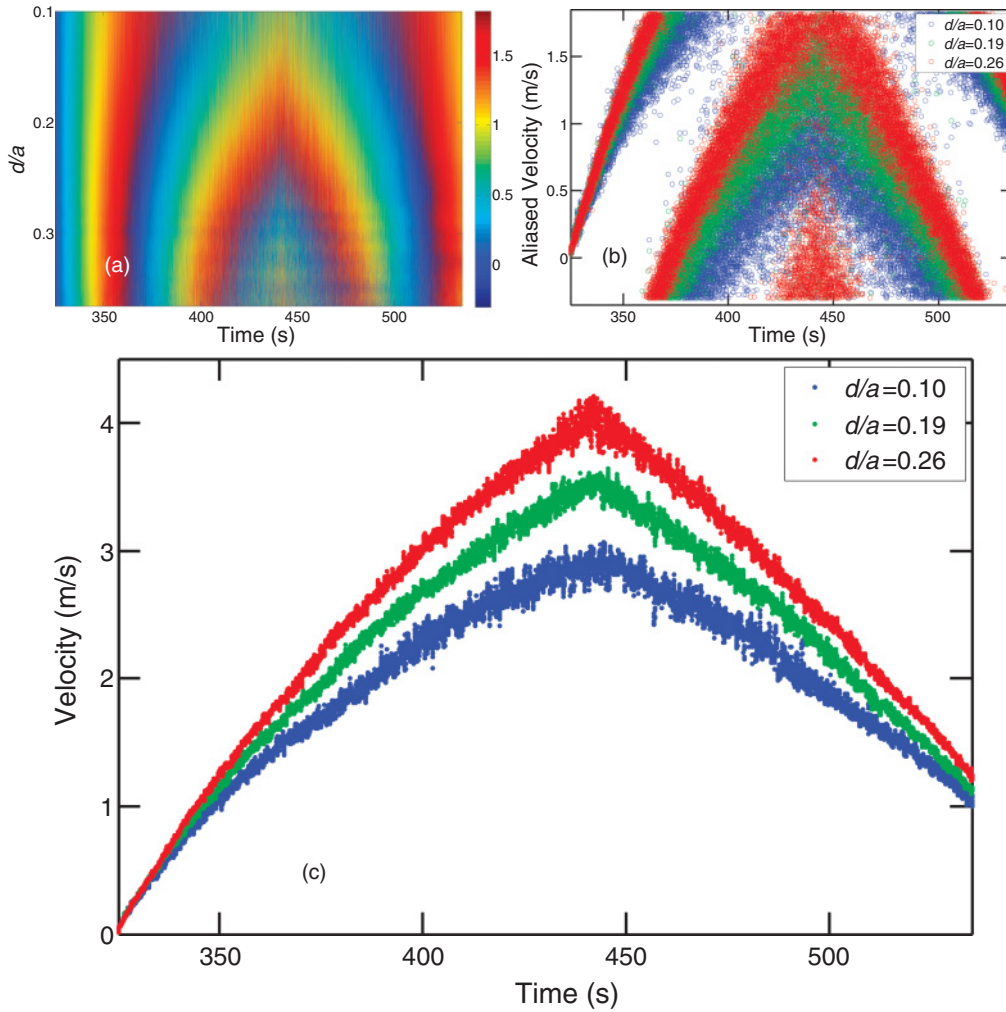 0.1
0.2
0.3
d/a
(a)
350 400 450 500
Time (s)
1.5
1
0.5
0
(b)
1.5
1
0.5
0
Aliased Velocity (m/s)
d/a=0.10
d/a=0.19
d/a=0.26
350 400 450 500
Time (s)
4
3
2
1
0
Velocity (m/s)
d/a=0.10
d/a=0.19
d/a=0.26
(c)
350 400 450 500
Time (s)